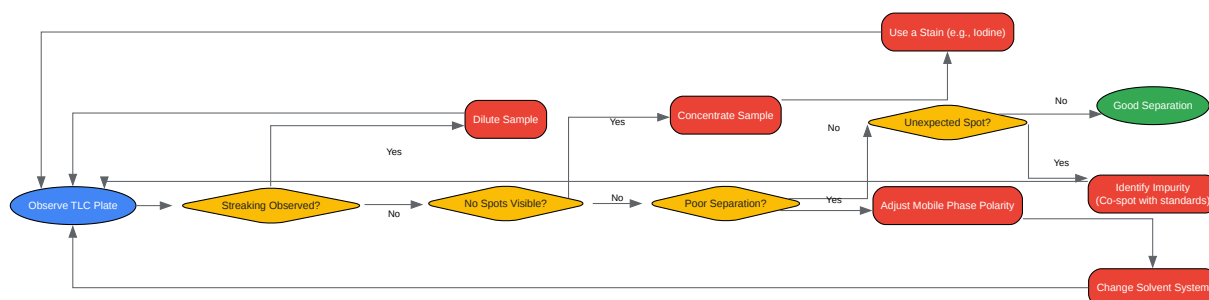 Use a Stain (e.g., Iodine)
Dilute Sample
Concentrate Sample
No
Good Separation
Yes
Yes
No
Unexpected Spot?
Yes
Observe TLC Plate
Streaking Observed?
No
No Spots Visible?
No
Poor Separation?
Yes
Adjust Mobile Phase Polarity
Identify Impurity
(Co-spot with standards)
Change Solvent System